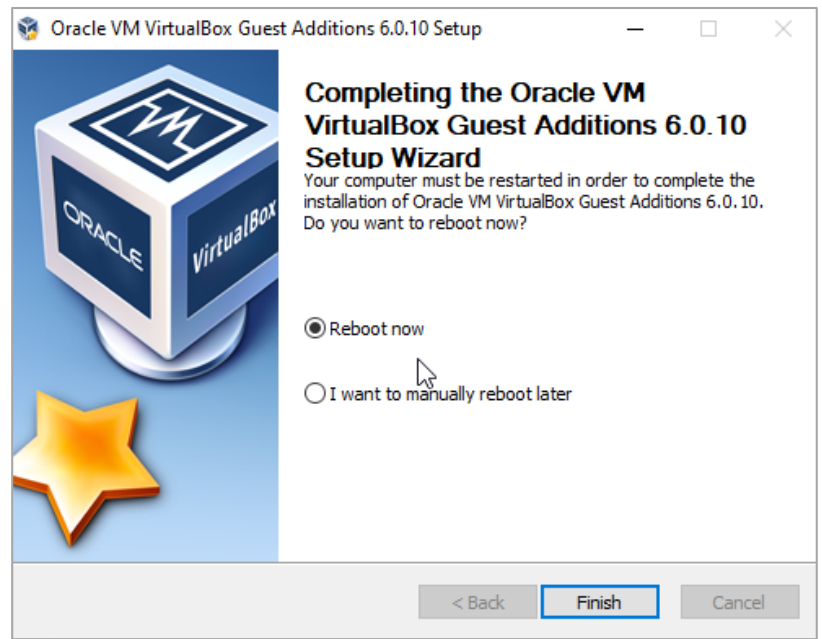 Oracle VM VirtualBox Guest Additions 6.0.10 Setup
Completing the Oracle VM
VirtualBox Guest Additions 6.0.10
Setup Wizard
Your computer must be restarted in order to complete the
installation of Oracle VM VirtualBox Guest Additions 6.0.10.
Do you want to reboot now?
ORACLE
VirtualBox
Reboot now
I want to manually reboot later
< Back
Finish
Cancel